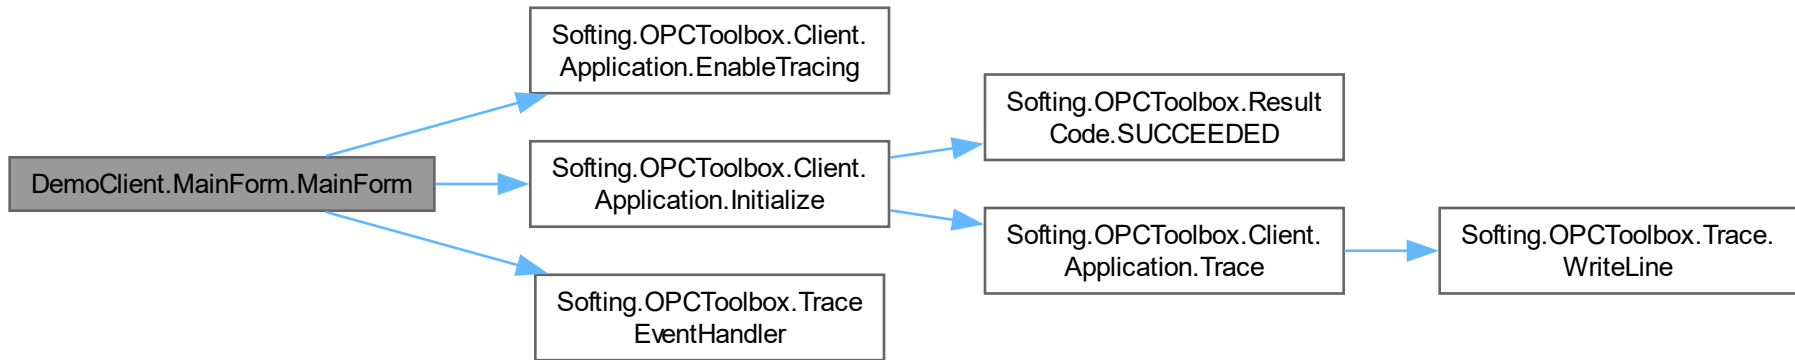 DemoClient.MainForm.MainForm
Softing.OPCToolbox.Client.
Application.EnableTracing
Softing.OPCToolbox.Client.
Application.Initialize
Softing.OPCToolbox.Trace
EventHandler
Softing.OPCToolbox.Result
Code.SUCCEEDED
Softing.OPCToolbox.Client.
Application.Trace
Softing.OPCToolbox.Trace.
WriteLine